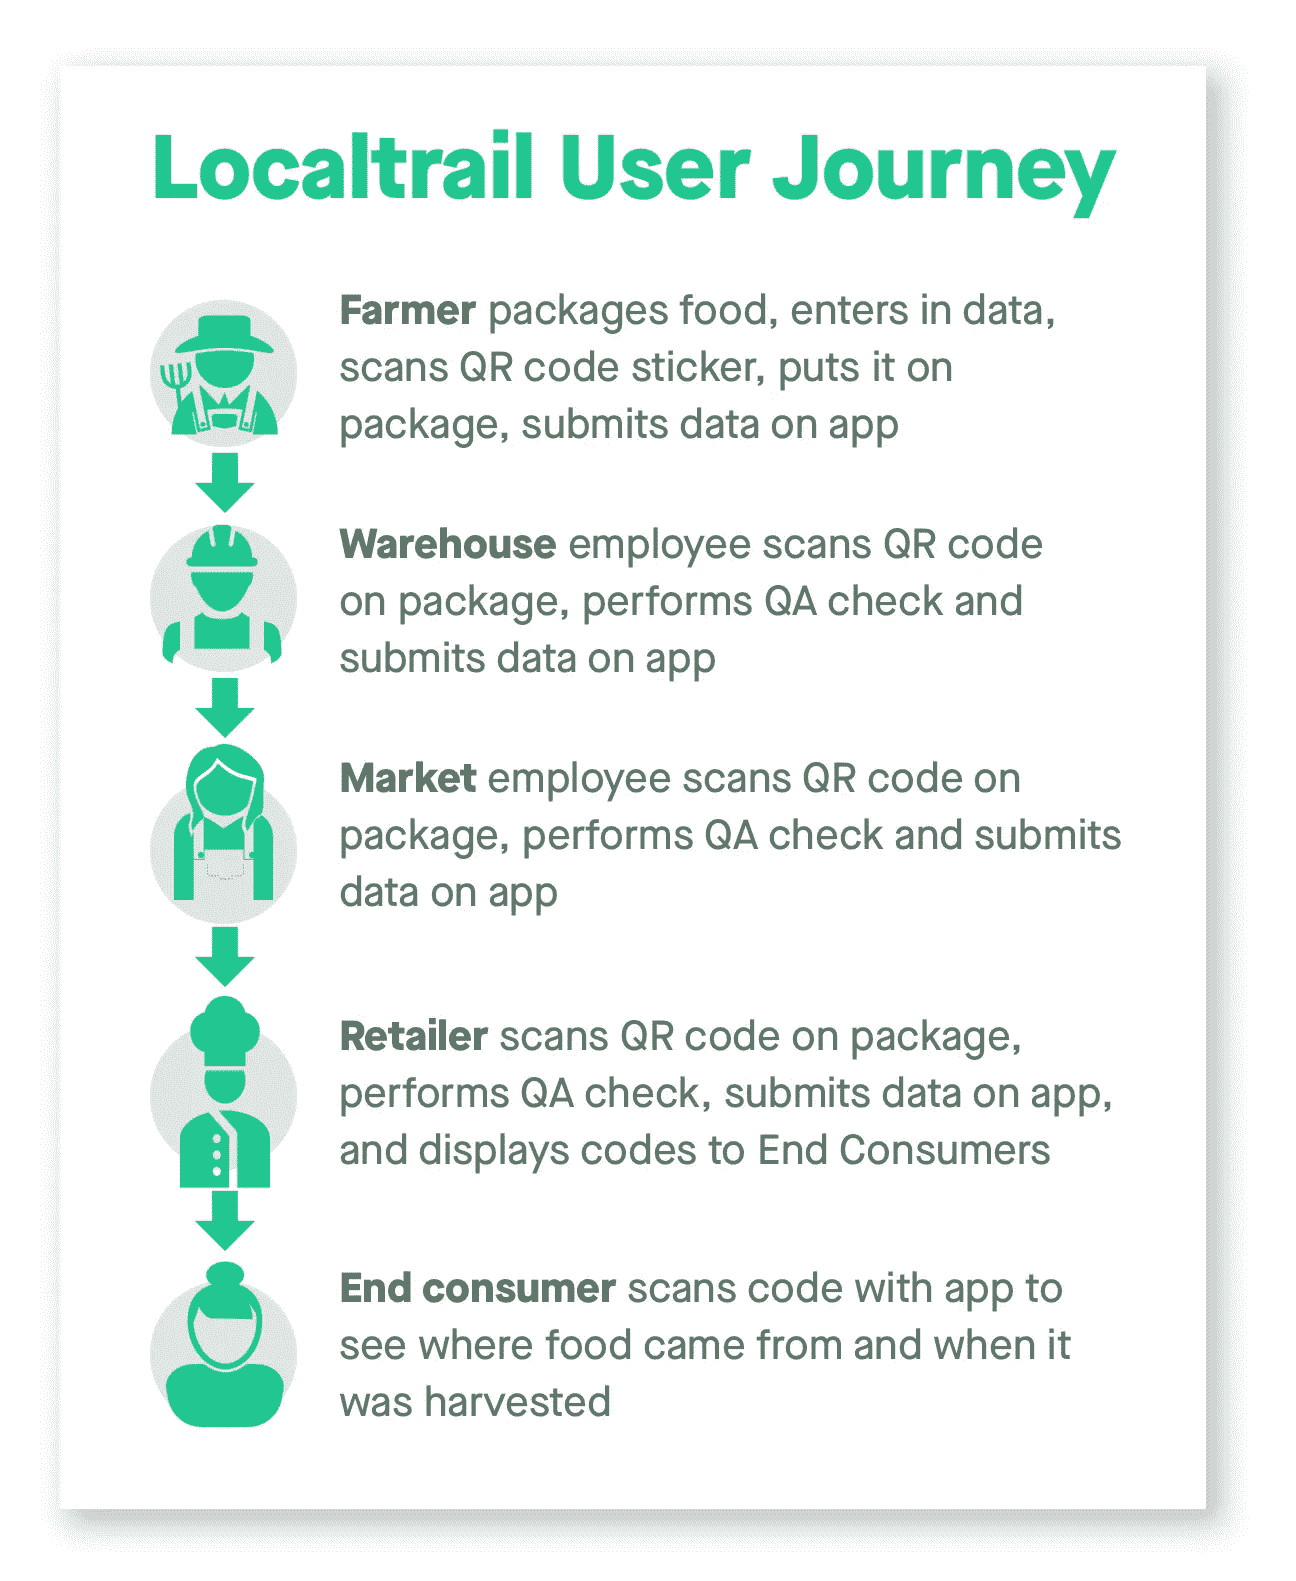 Localtrail User Journey
Farmer packages food, enters in data,
scans QR code sticker, puts it on
package, submits data on app
Warehouse employee scans QR code
on package, performs QA check and
submits data on app
Market employee scans QR code on
package, performs QA check and submits
data on app
Retailer scans QR code on package,
performs QA check, submits data on app,
and displays codes to End Consumers
End consumer scans code with app to
see where food came from and when it
was harvested